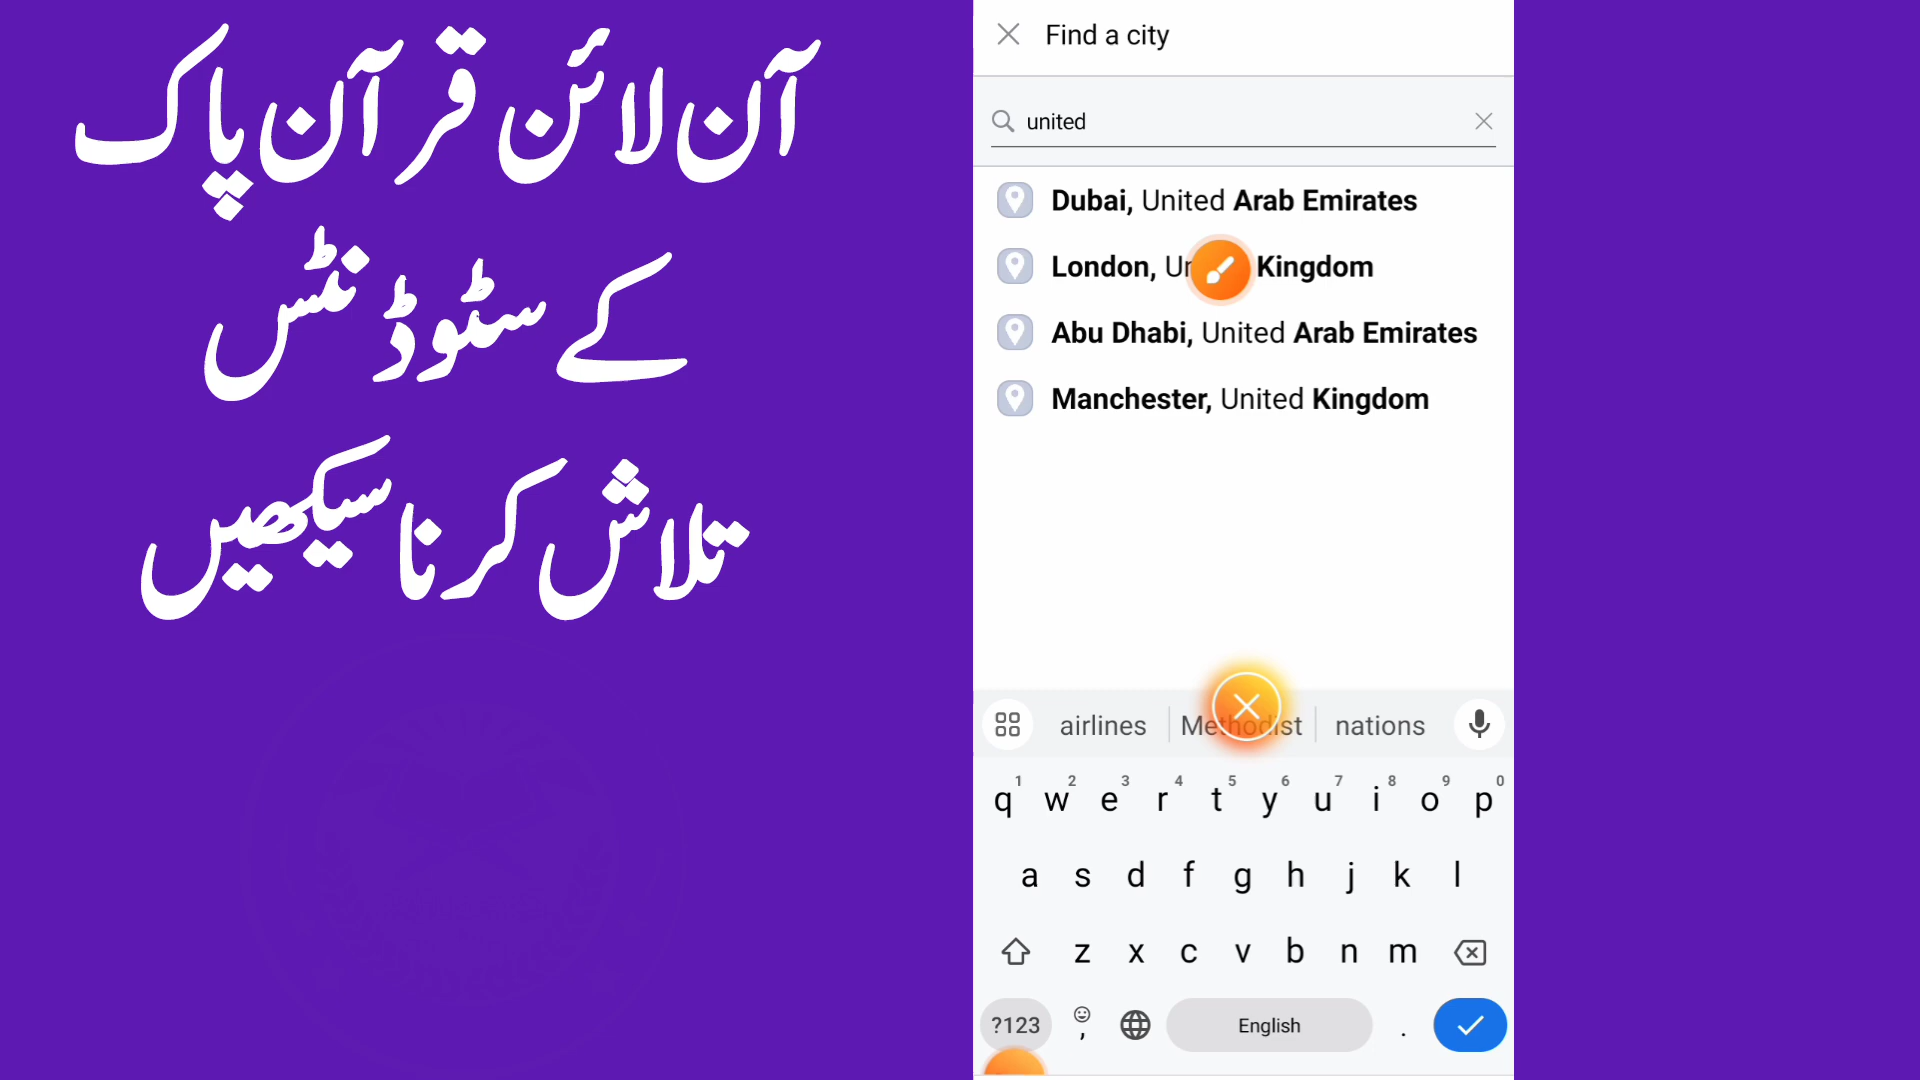 آن لائن قرآن پاک
کے سٹوڈنٹس
تلاش کرنا سیکھیں
Find a city
united
Dubai, United Arab Emirates
London, Kingdom
Abu Dhabi, United Arab Emirates
Manchester, United Kingdom
airlines Methodist nations
1 2 3 4 5 6 7 8 9 0
q w e r t y u i o p
a s d f g h j k l
z x c v b n m
?123 , English .